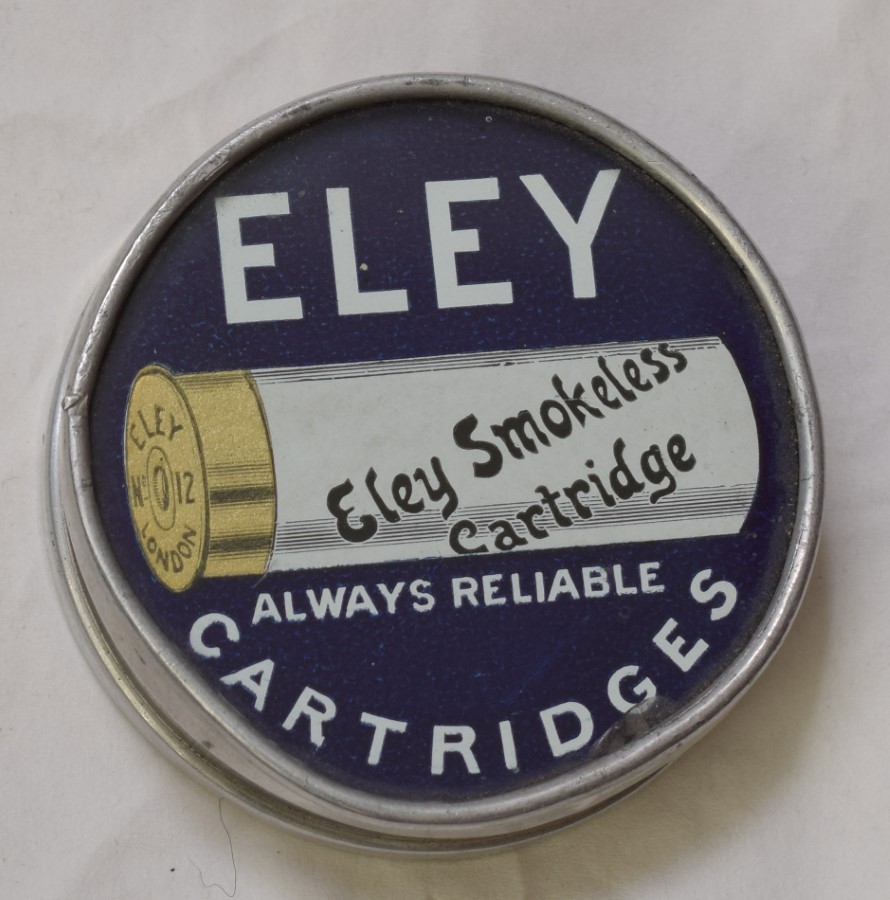 ELEY
Eley Smokeless
Cartridge
ELEY
Nº 12
LONDON
ALWAYS RELIABLE
CARTRIDGES